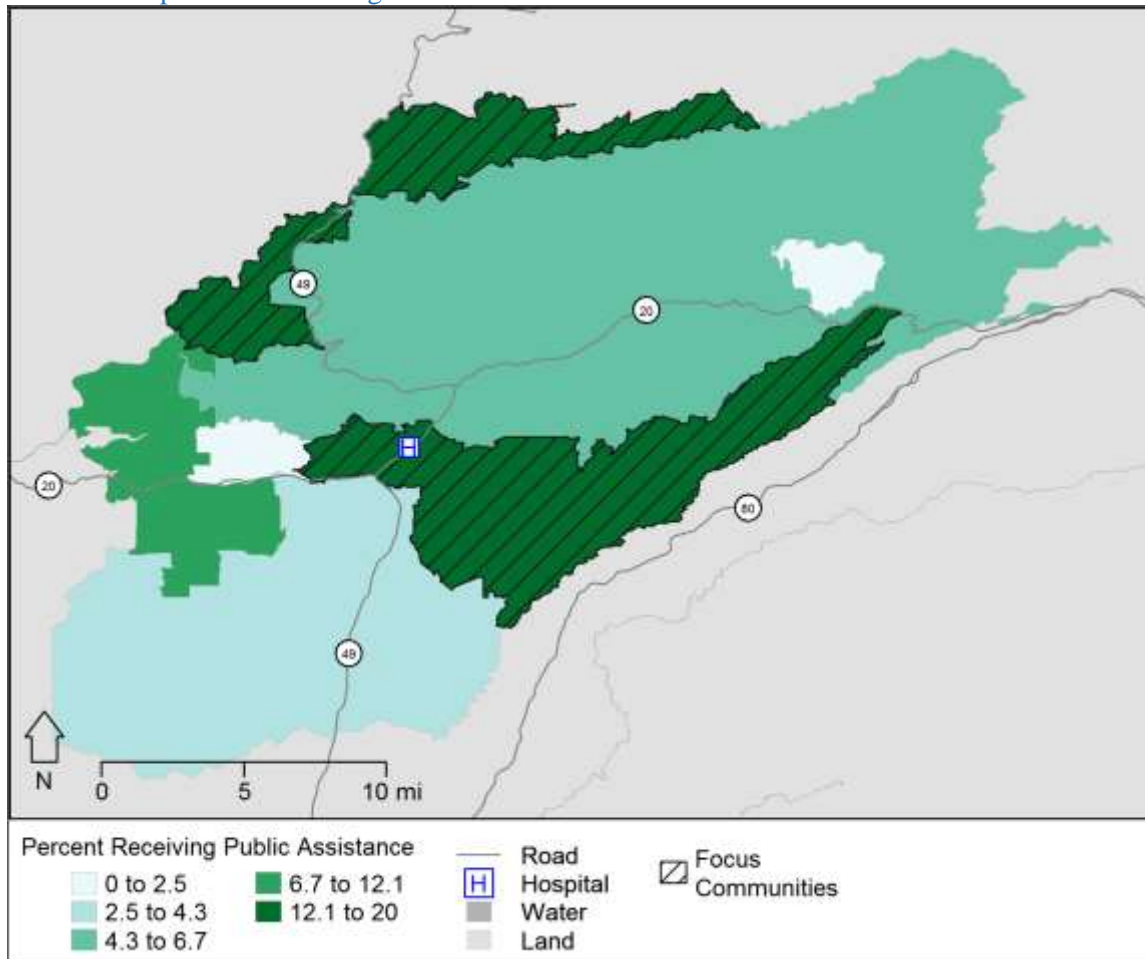 49
20
20
80
49
N
0 5 10 mi
Percent Receiving Public Assistance
0 to 2.5
2.5 to 4.3
4.3 to 6.7
6.7 to 12.1
12.1 to 20
Road
H Hospital
Water
Land
Focus
Communities